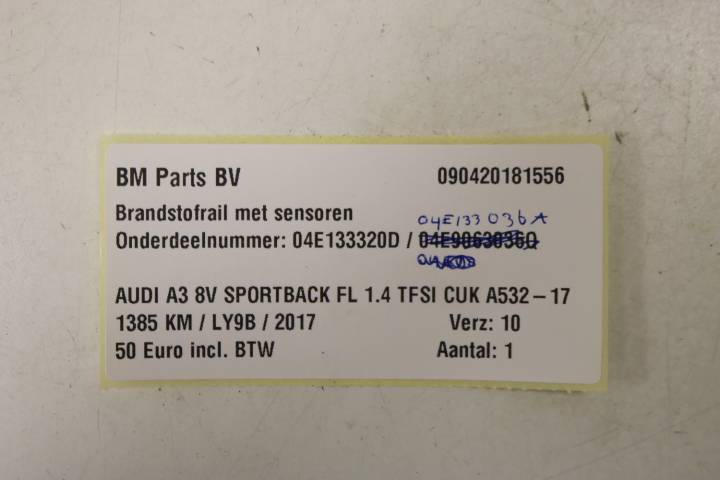 BM Parts BV 090420181556
Brandstofrail met sensoren
04E133036A
Onderdeelnummer: 04E133320D / 04E9063036Q
AUDI A3 8V SPORTBACK FL 1.4 TFSI CUK A532 – 17
1385 KM / LY9B / 2017 Verz: 10
50 Euro incl. BTW Aantal: 1